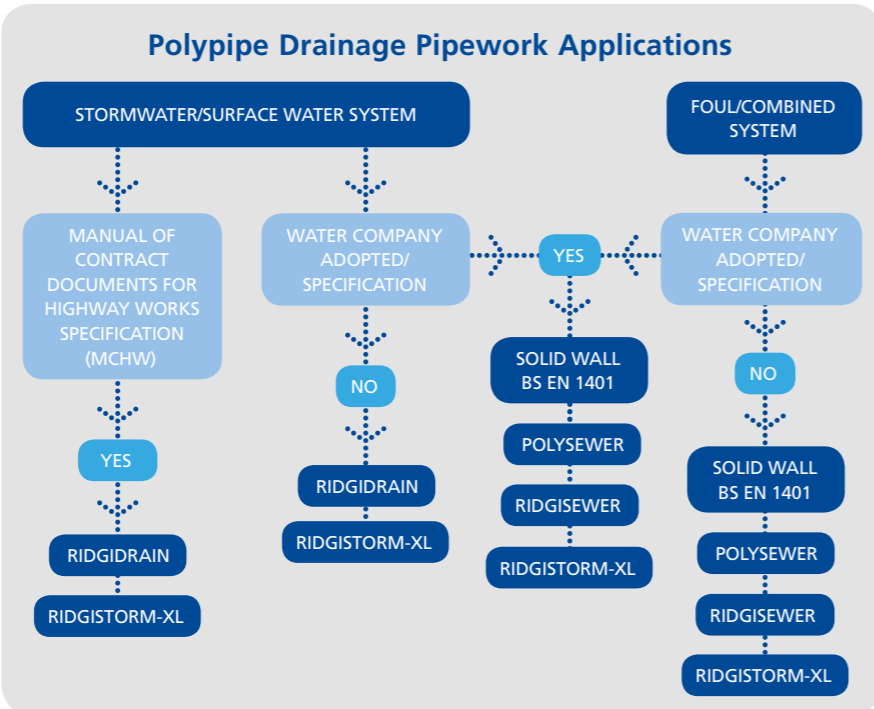 Polypipe Drainage Pipework Applications
STORMWATER/SURFACE WATER SYSTEM
MANUAL OF
CONTRACT
DOCUMENTS FOR
HIGHWAY WORKS
SPECIFICATION
(MCHW)
YES
RIDGIDRAIN
RIDGISTORM-XL
WATER COMPANY
ADOPTED/
SPECIFICATION
NO
RIDGIDRAIN
RIDGISTORM-XL
YES
SOLID WALL
BS EN 1401
POLYSEWER
RIDGISEWER
RIDGISTORM-XL
FOUL/COMBINED
SYSTEM
WATER COMPANY
ADOPTED/
SPECIFICATION
NO
SOLID WALL
BS EN 1401
POLYSEWER
RIDGISEWER
RIDGISTORM-XL